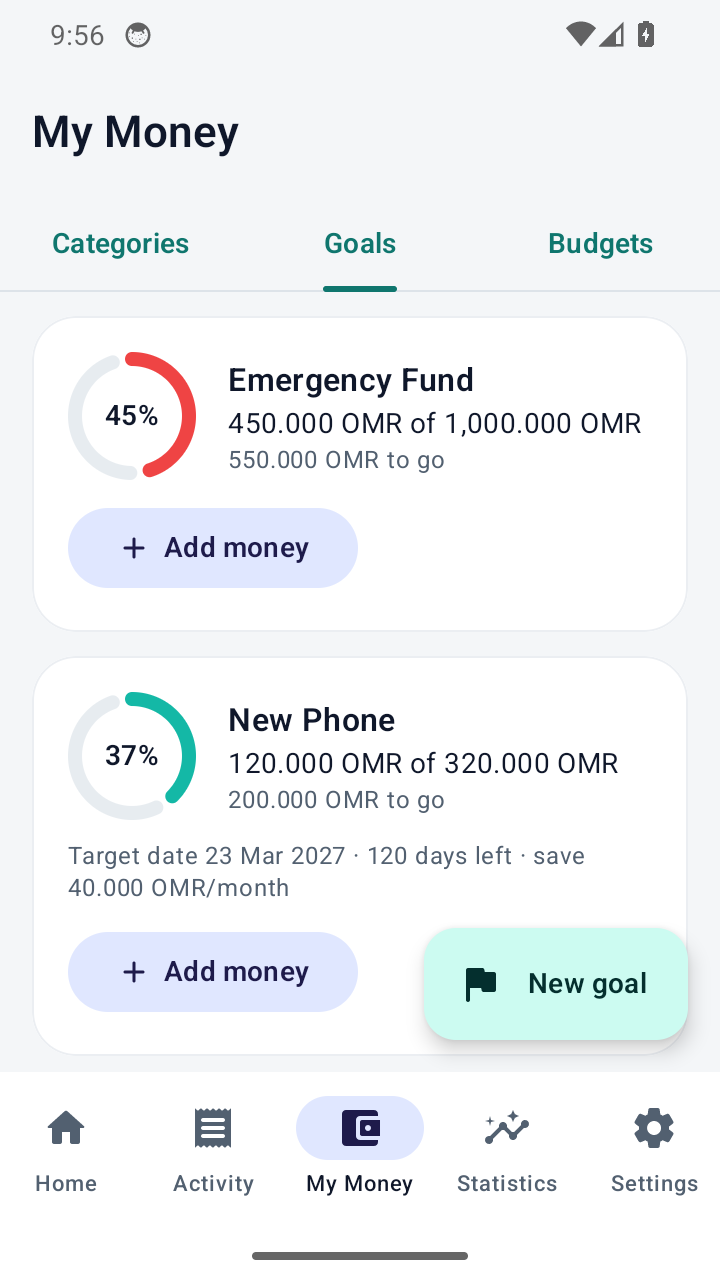 9:56
My Money
Categories
Goals
Budgets
45%
Emergency Fund
450.000 OMR of 1,000.000 OMR
550.000 OMR to go
+ Add money
37%
New Phone
120.000 OMR of 320.000 OMR
200.000 OMR to go
Target date 23 Mar 2027 · 120 days left · save
40.000 OMR/month
+ Add money
New goal
Home
Activity
My Money
Statistics
Settings